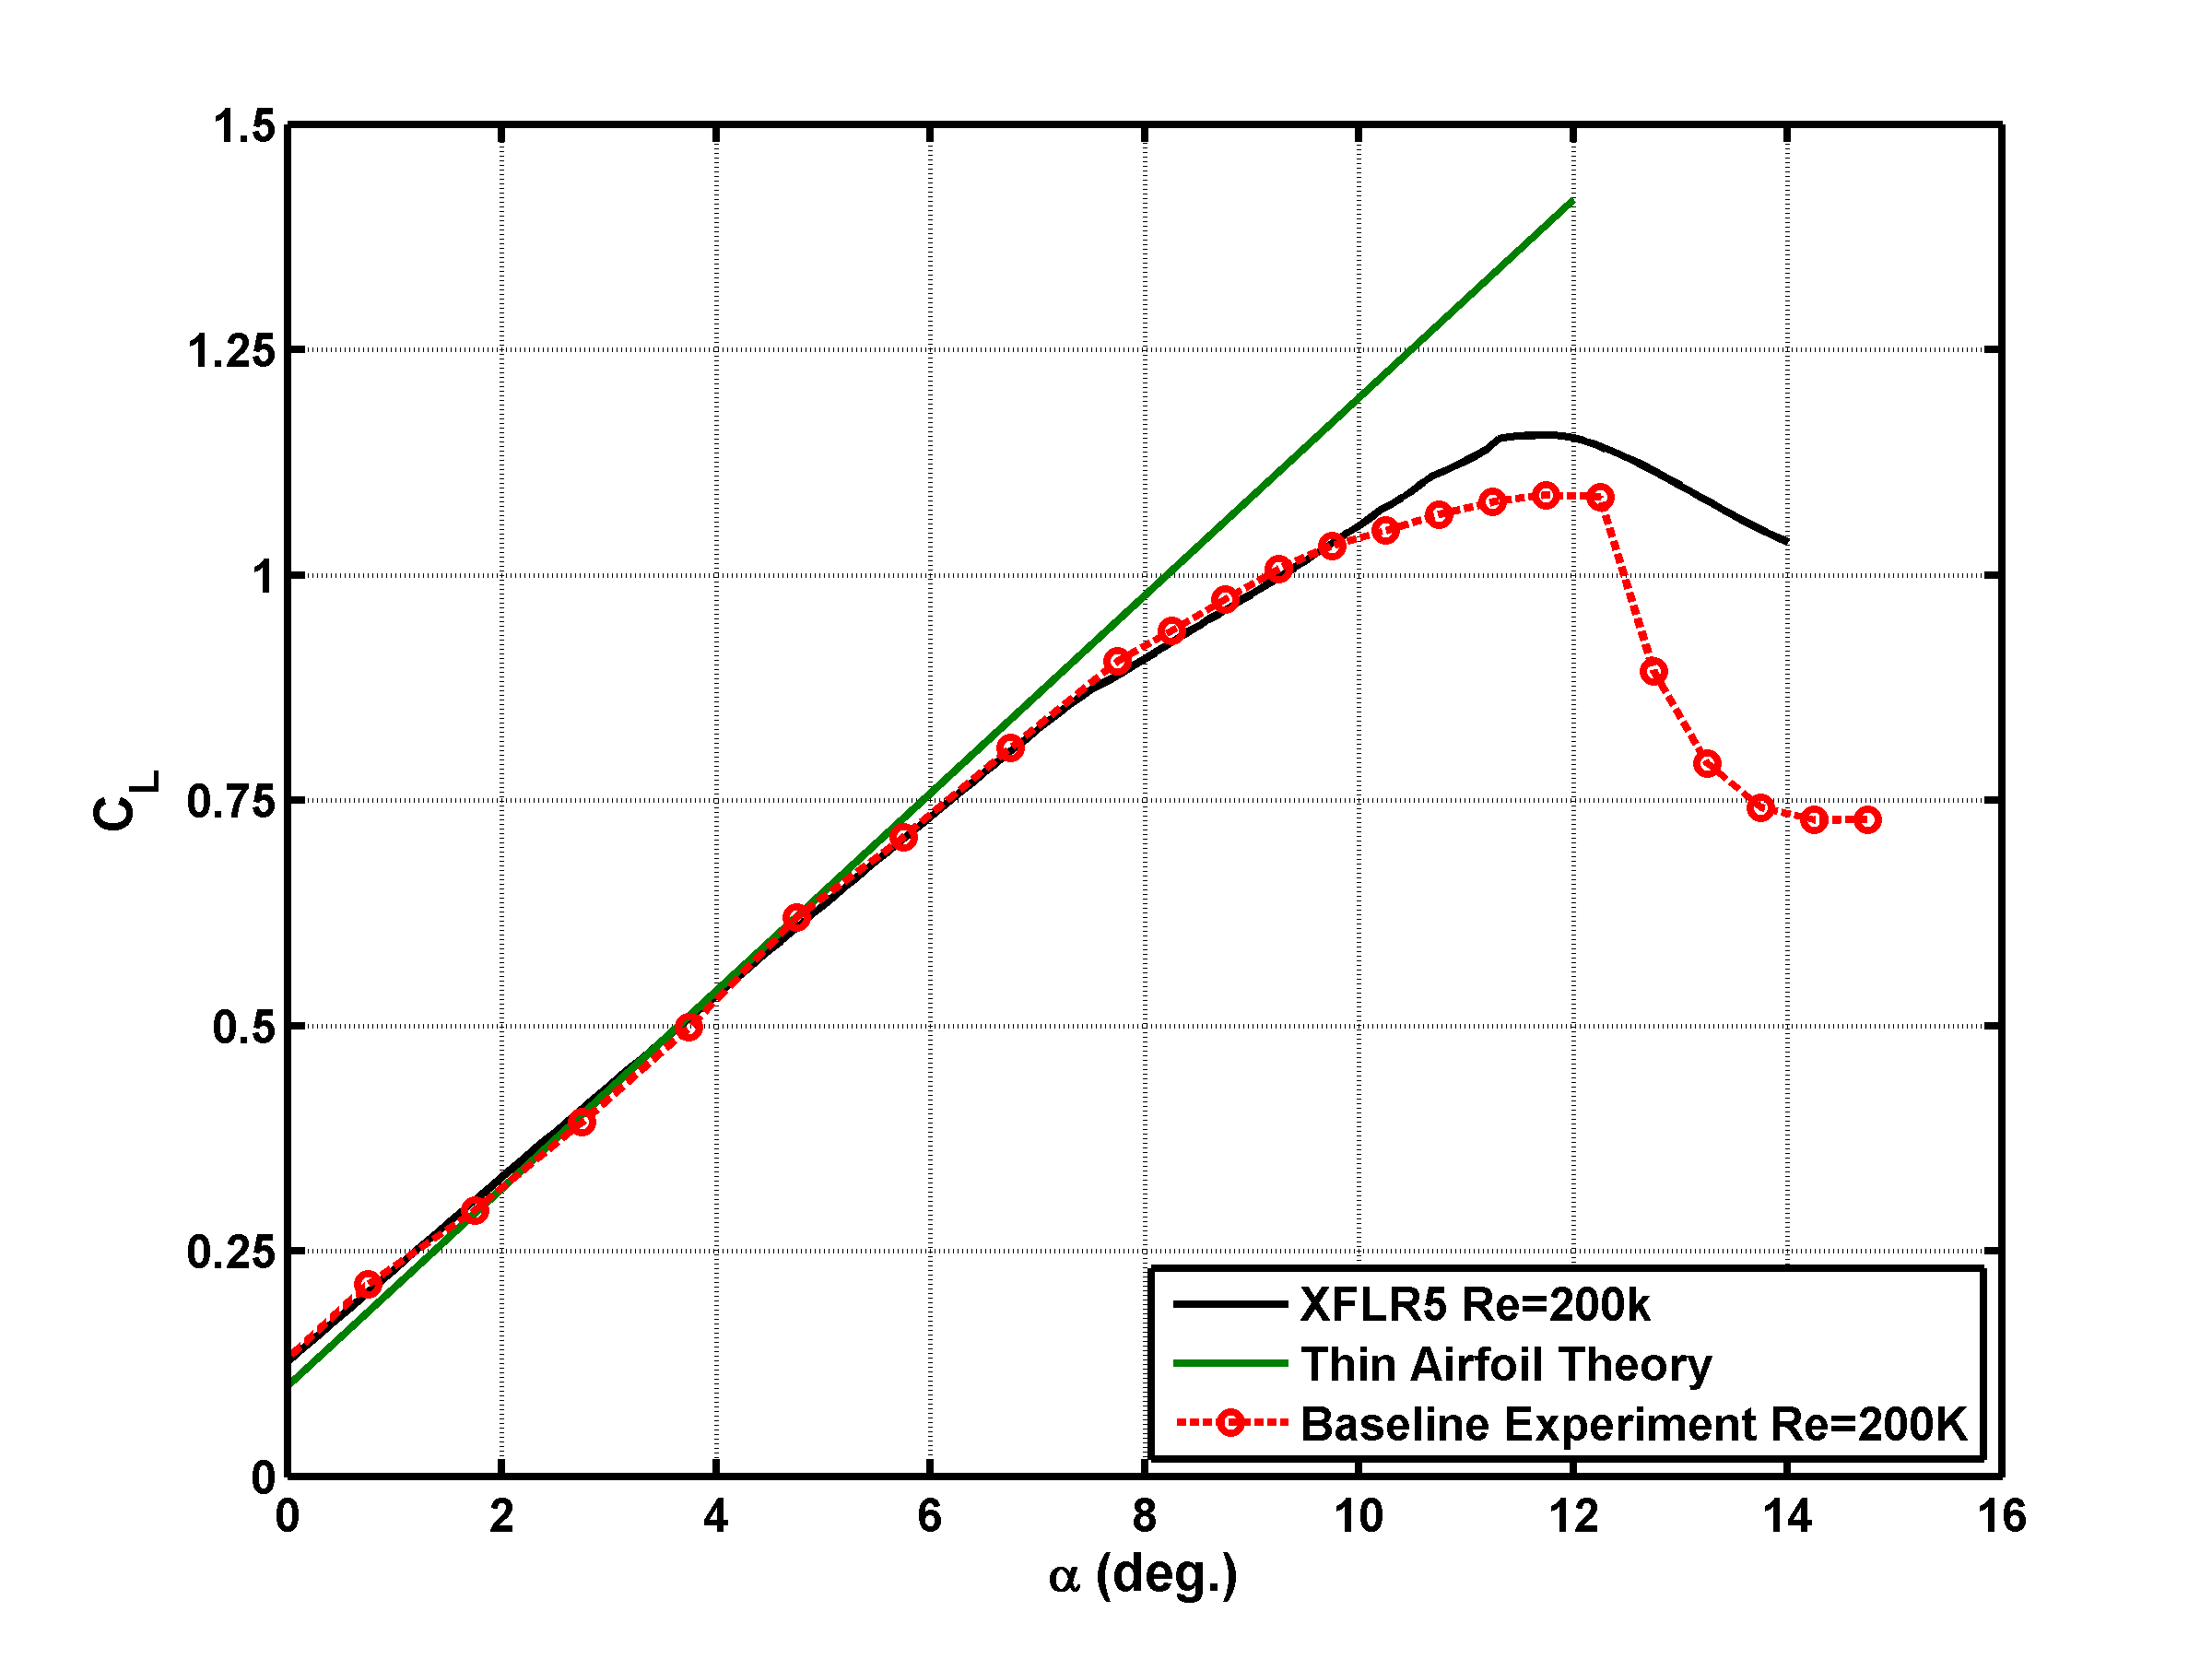 1.5
1.25
1
0.75
0.5
0.25
0
C_L
0 2 4 6 8 10 12 14 16
α (deg.)
XFLR5 Re=200k
Thin Airfoil Theory
Baseline Experiment Re=200K